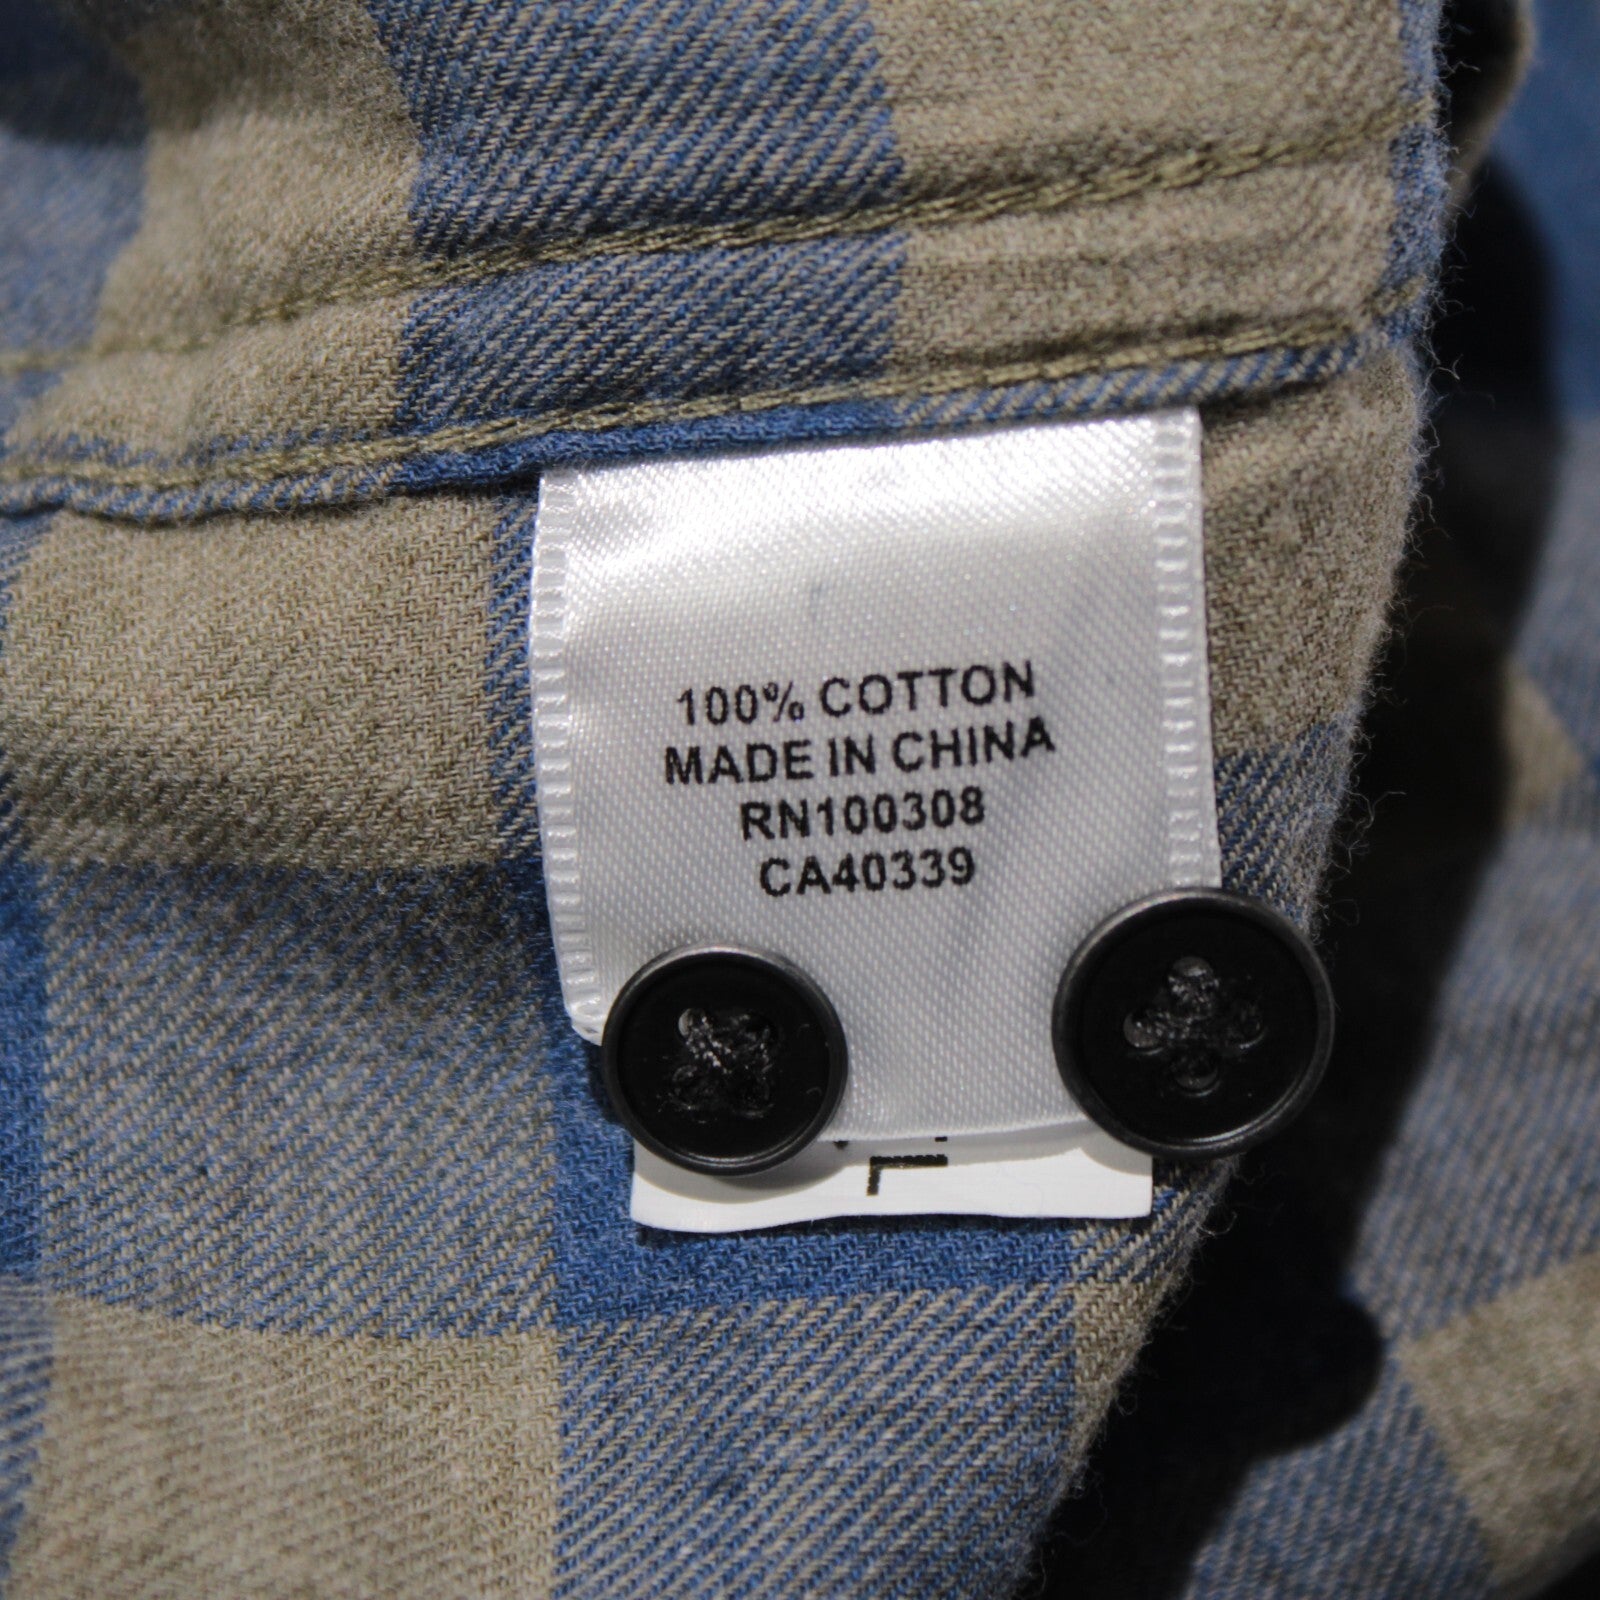 100% COTTON
MADE IN CHINA
RN100308
CA40339